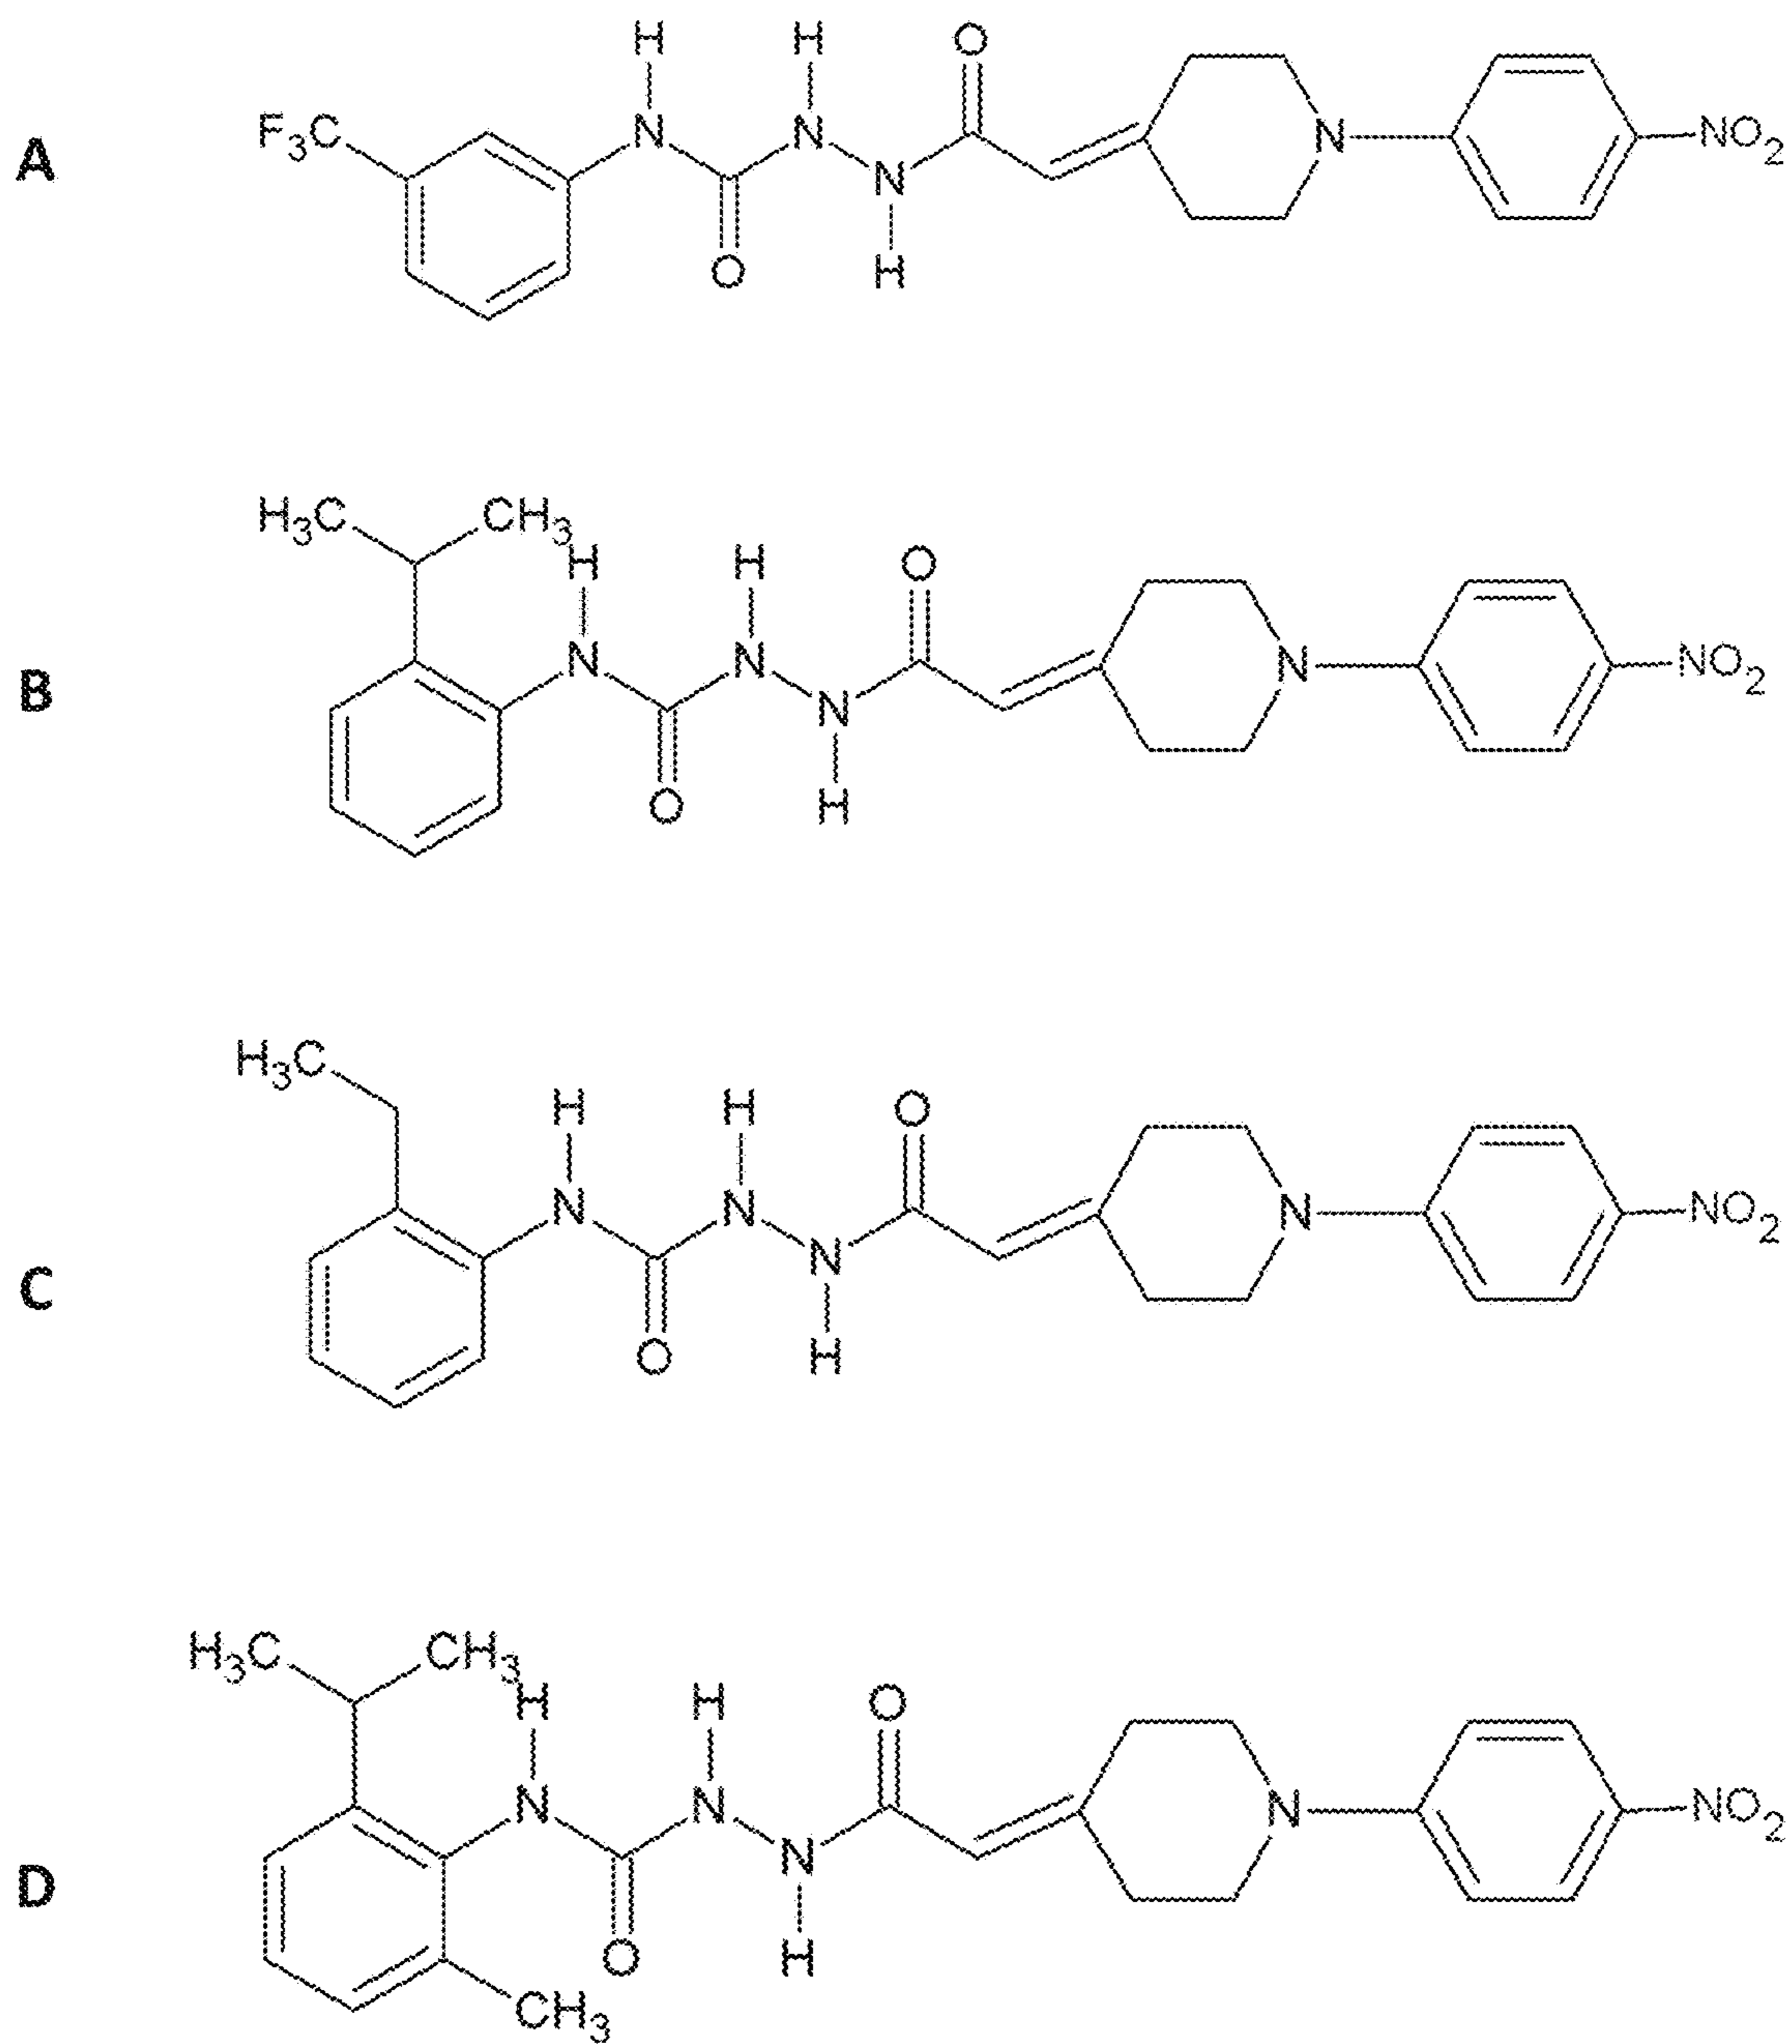 A
H H O
F₃C N N N NO₂
N
O H
H₃C CH₃
H H O
B
N N N NO₂
N
O H
H₃C
H H O
C
N N N NO₂
N
O H
H₃C CH₃
H H O
D
N N N NO₂
N
O H
CH₃